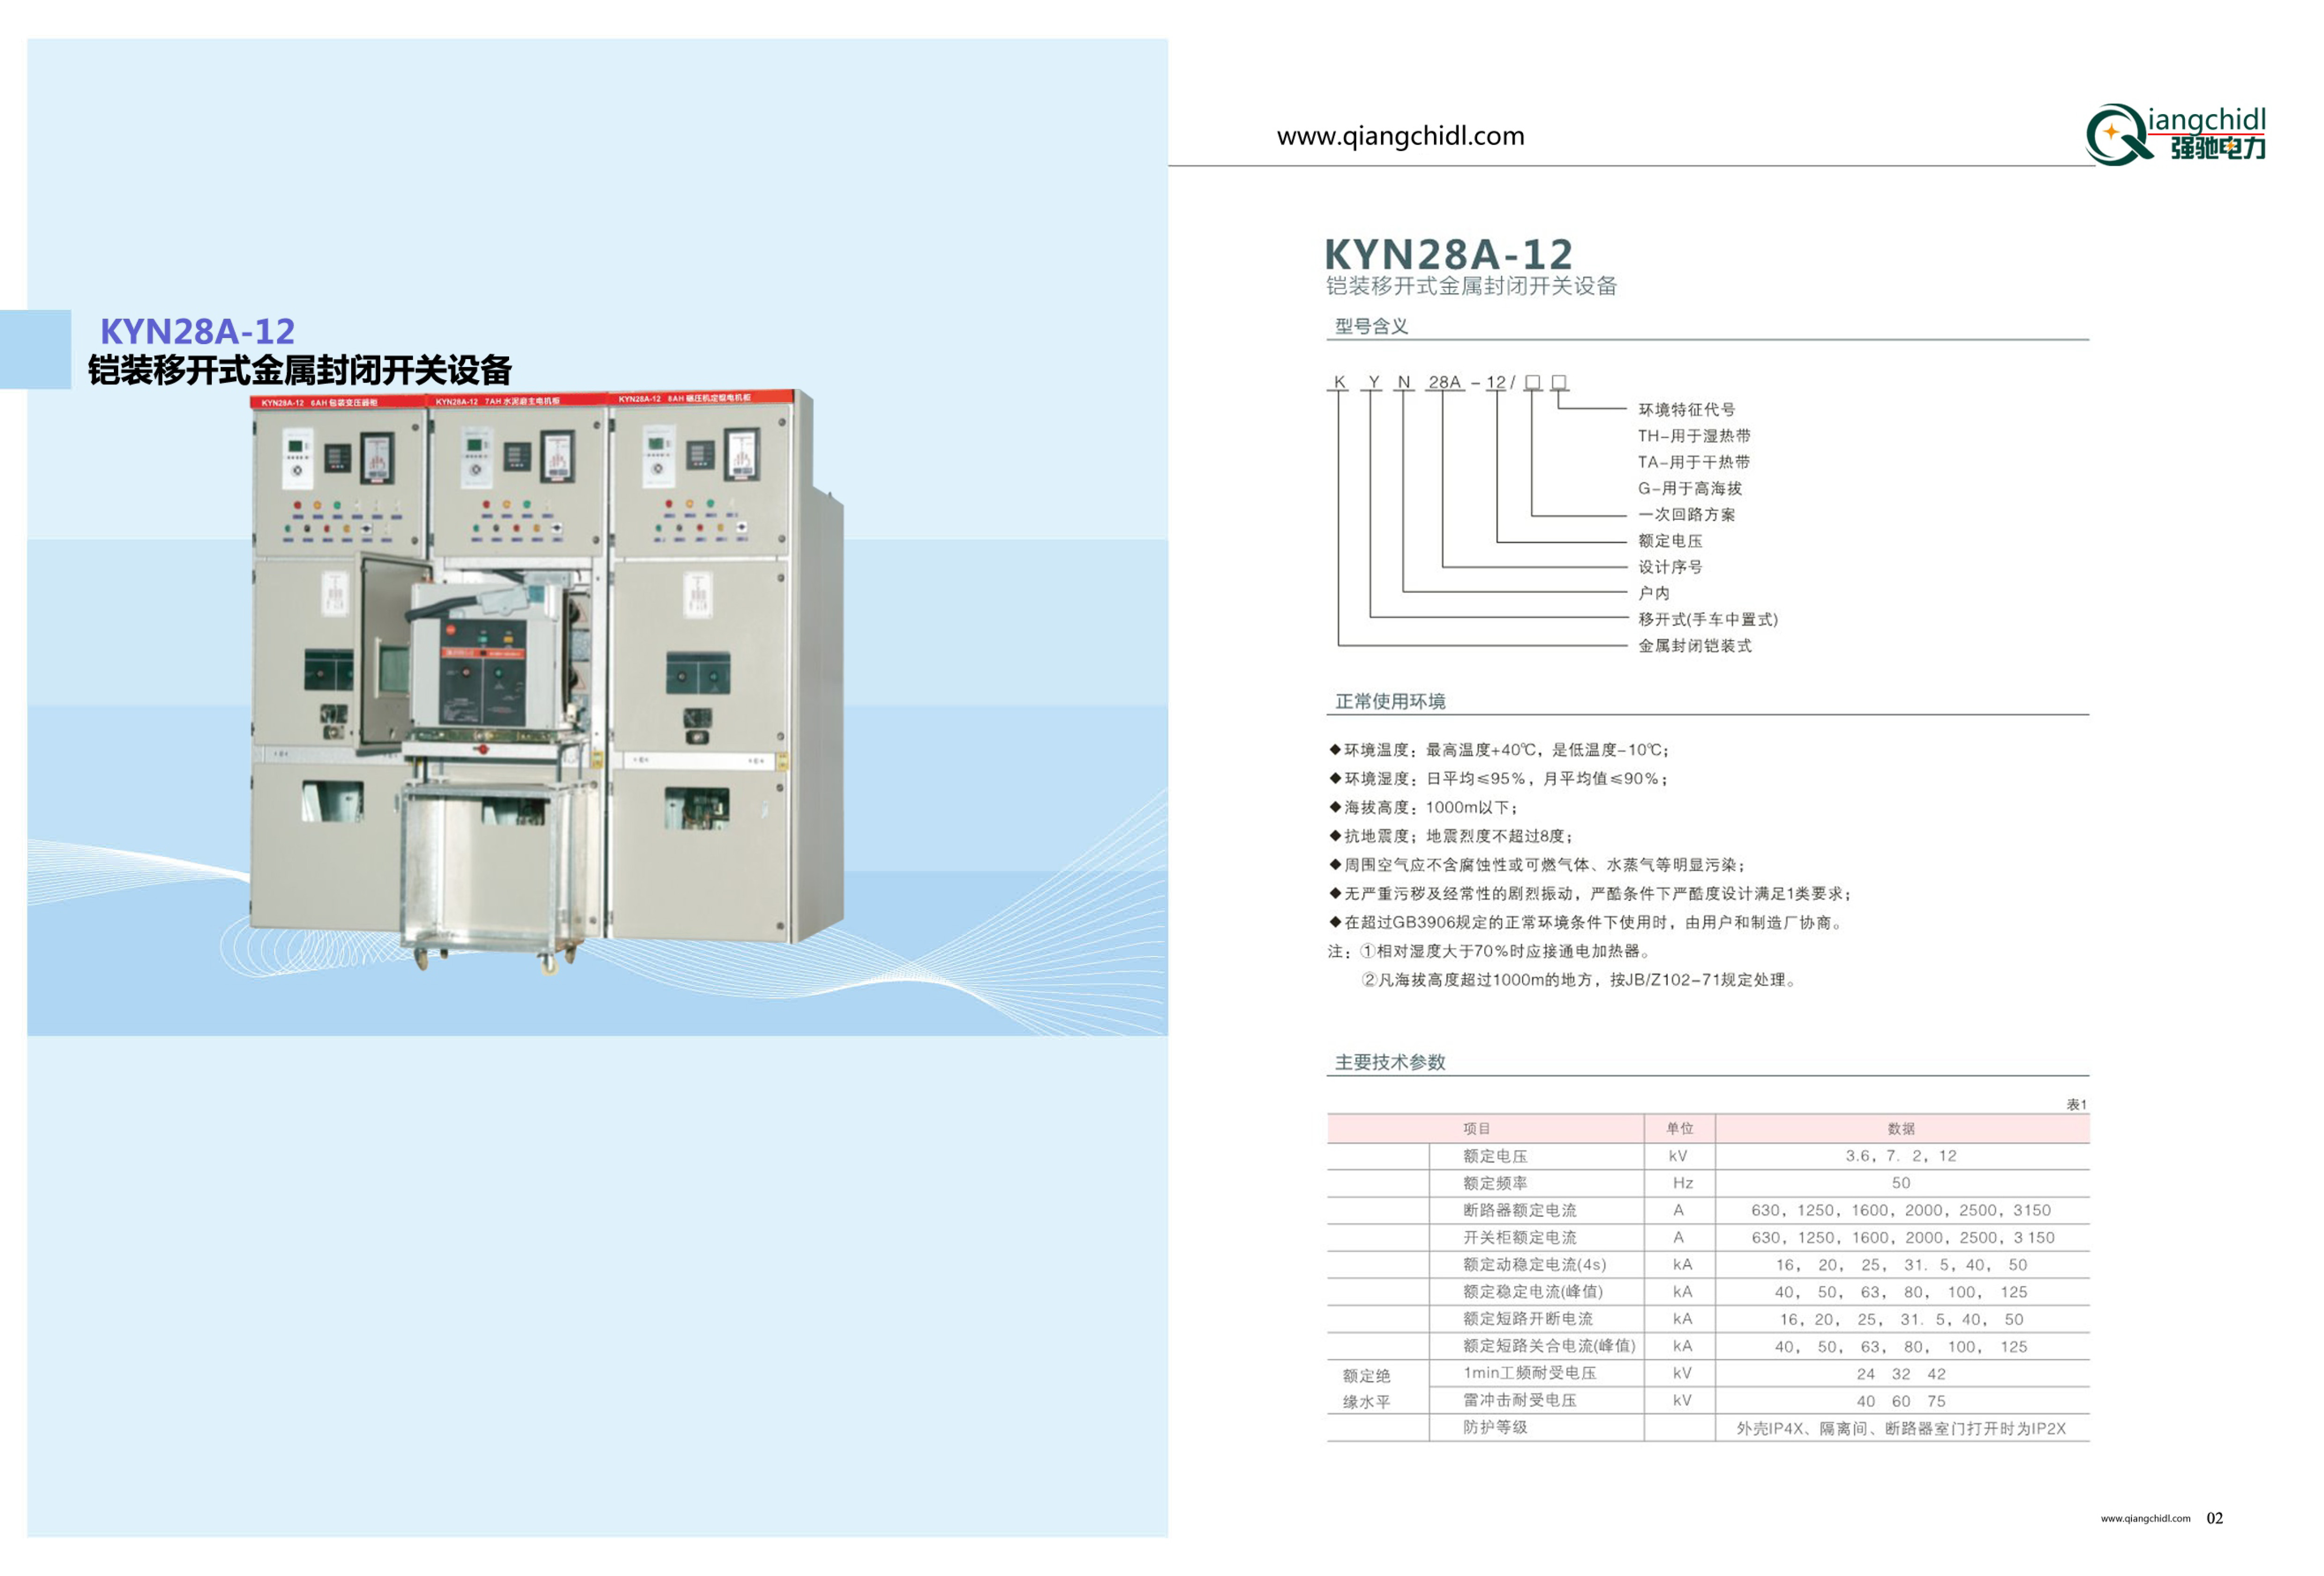 KYN28A-12
铠装移开式金属封闭开关设备
KYN28A-12 6AH 包装变压器柜
KYN28A-12 7AH 水泥磨主电机柜
KYN28A-12 8AH 辊压机定辊电机柜
www.qiangchidl.com
Qiangchidl
强驰电力
KYN28A-12
铠装移开式金属封闭开关设备
型号含义
K Y N 28A - 12 / □ □
环境特征代号
TH-用于湿热带
TA-用于干热带
G-用于高海拔
一次回路方案
额定电压
设计序号
户内
移开式(手车中置式)
金属封闭铠装式
正常使用环境
◆环境温度：最高温度+40℃，是低温度-10℃；
◆环境湿度：日平均≤95%，月平均值≤90%；
◆海拔高度：1000m以下；
◆抗地震度；地震烈度不超过8度；
◆周围空气应不含腐蚀性或可燃气体、水蒸气等明显污染；
◆无严重污秽及经常性的剧烈振动，严酷条件下严酷度设计满足1类要求；
◆在超过GB3906规定的正常环境条件下使用时，由用户和制造厂协商。
注：①相对湿度大于70%时应接通电加热器。
②凡海拔高度超过1000m的地方，按JB/Z102-71规定处理。
主要技术参数
表1
项目 单位 数据
额定电压 kV 3.6，7. 2，12
额定频率 Hz 50
断路器额定电流 A 630，1250，1600，2000，2500，3150
开关柜额定电流 A 630，1250，1600，2000，2500，3 150
额定动稳定电流(4s) kA 16， 20， 25， 31. 5，40， 50
额定稳定电流(峰值) kA 40， 50， 63， 80， 100， 125
额定短路开断电流 kA 16，20， 25， 31. 5，40， 50
额定短路关合电流(峰值) kA 40， 50， 63， 80， 100， 125
额定绝缘水平 1min工频耐受电压 kV 24 32 42
雷冲击耐受电压 kV 40 60 75
防护等级 外壳IP4X、隔离间、断路器室门打开时为IP2X
www.qiangchidl.com 02